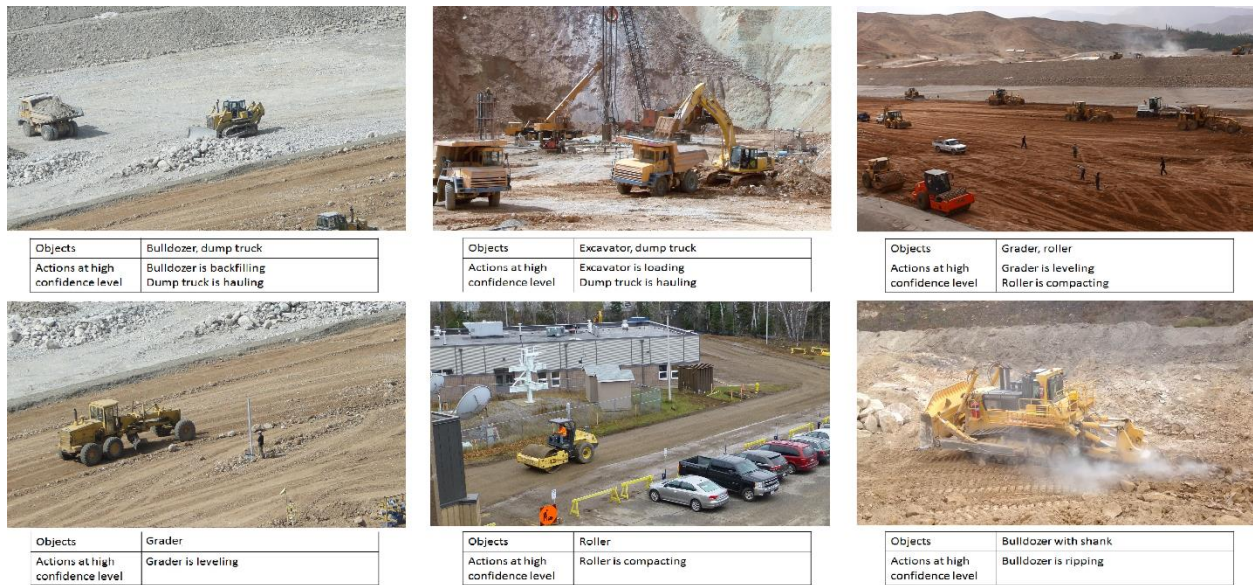 Objects Bulldozer, dump truck
Actions at high Bulldozer is backfilling
confidence level Dump truck is hauling
Objects Excavator, dump truck
Actions at high Excavator is loading
confidence level Dump truck is hauling
Objects Grader, roller
Actions at high Grader is leveling
confidence level Roller is compacting
Objects Grader
Actions at high Grader is leveling
confidence level
Objects Roller
Actions at high Roller is compacting
confidence level
Objects Bulldozer with shank
Actions at high Bulldozer is ripping
confidence level